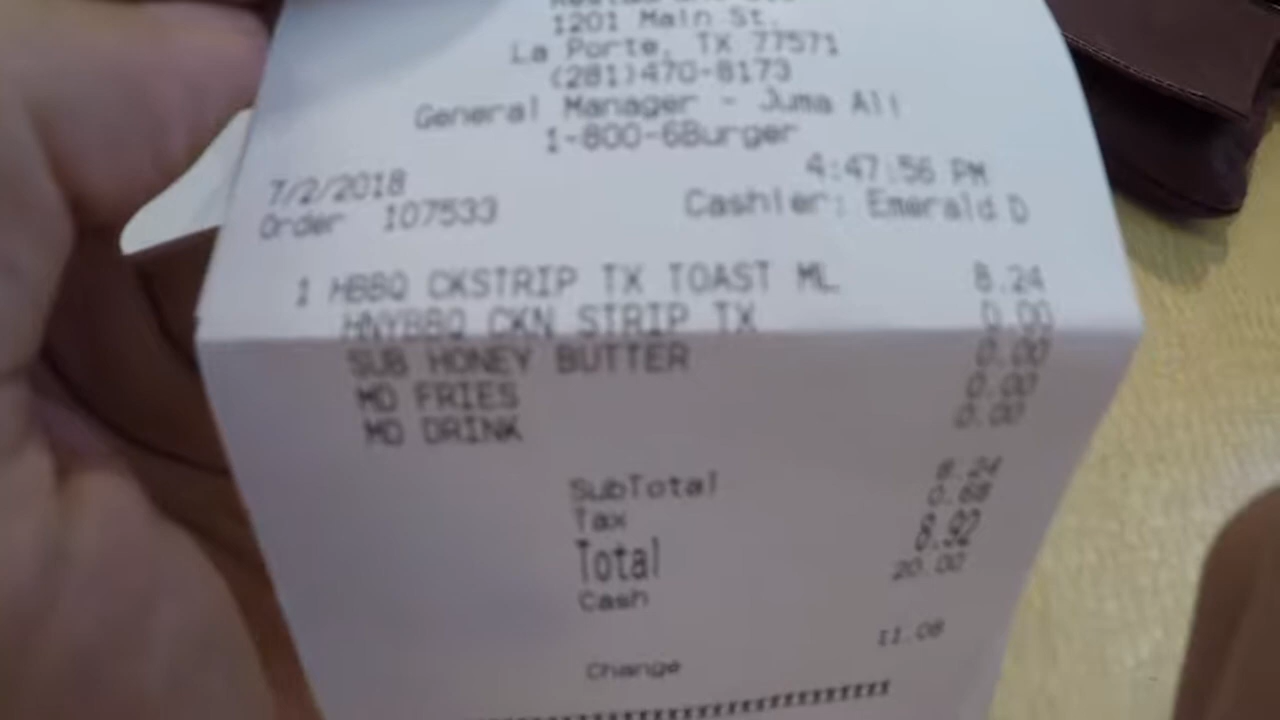 1201 Main St.
La Porte, TX 77571
(281)470-8173
General Manager - Juma Ali
1-800-6Burger
7/2/2018 4:47:56 PM
Order 107533 Cashier: Emerald D
1 HBBQ CKSTRIP TX TOAST ML 8.24
HNYBBQ CKN STRIP TX 0.00
SUB HONEY BUTTER 0.00
MD FRIES 0.00
MD DRINK 0.00
SubTotal 8.24
Tax 0.68
Total 8.92
Cash 20.00
Change 11.08